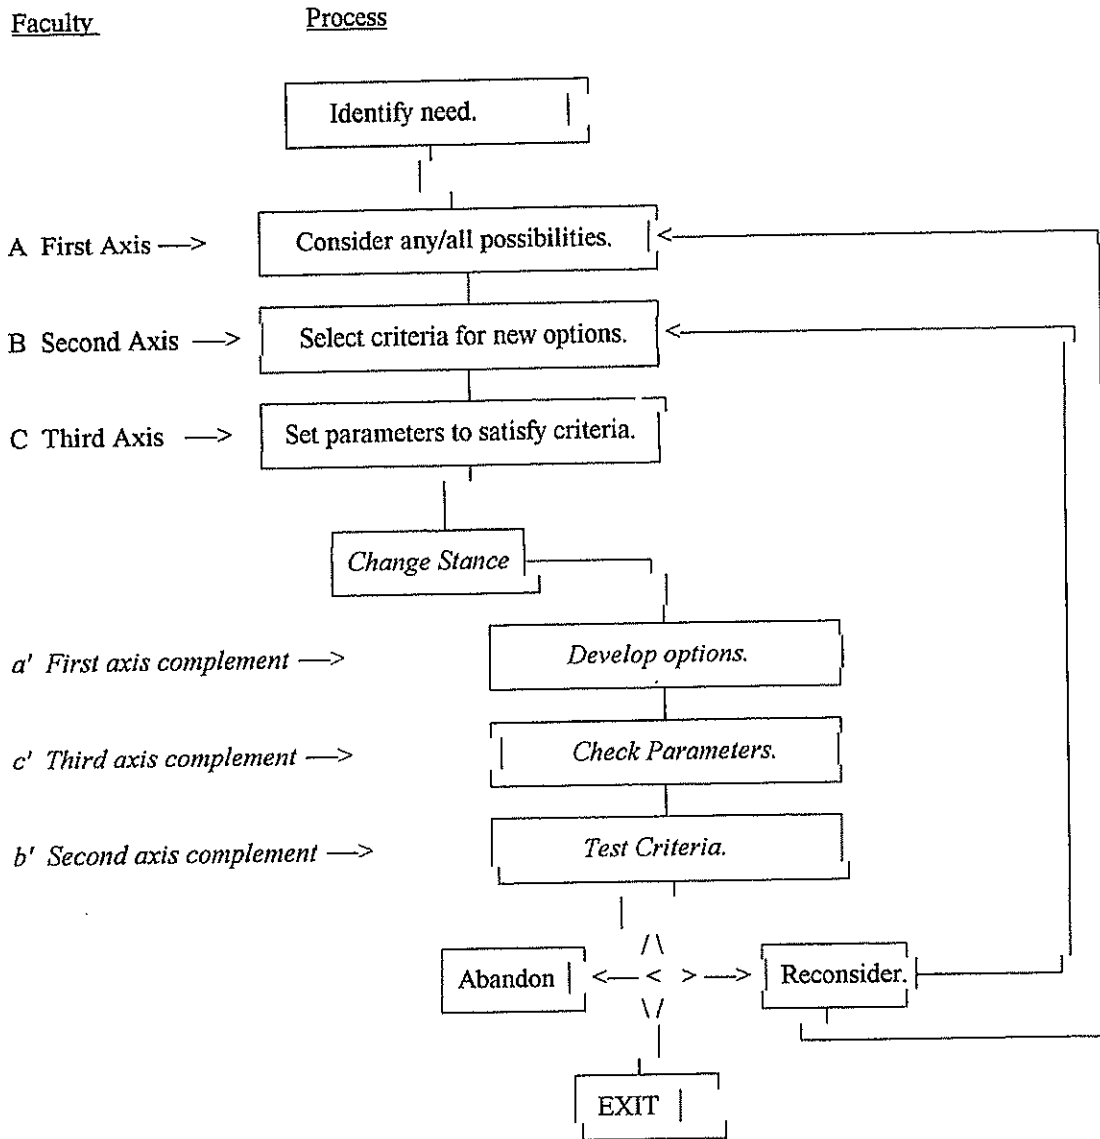 Faculty Process
Identify need.
A First Axis —> Consider any/all possibilities. <
B Second Axis —> Select criteria for new options. <
C Third Axis —> Set parameters to satisfy criteria.
Change Stance
a' First axis complement —> Develop options.
c' Third axis complement —> Check Parameters.
b' Second axis complement —> Test Criteria.
/\
Abandon <— < > —> Reconsider.
\/
EXIT